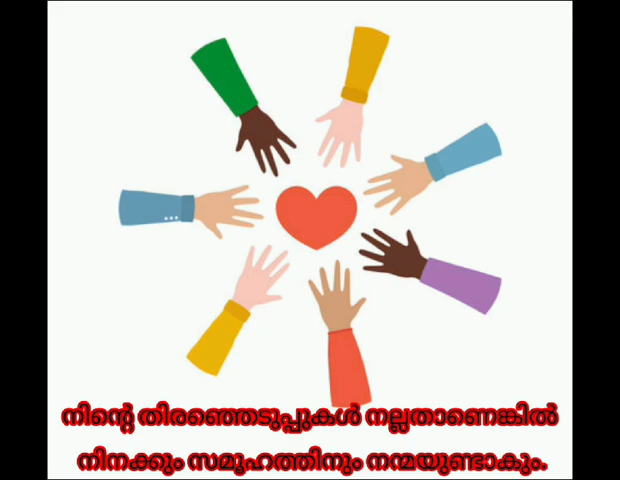 നിന്റെ തിരഞ്ഞെടുപ്പുകൾ നല്ലതാണെങ്കിൽ
നിനക്കും സമൂഹത്തിനും നന്മയുണ്ടാകും.